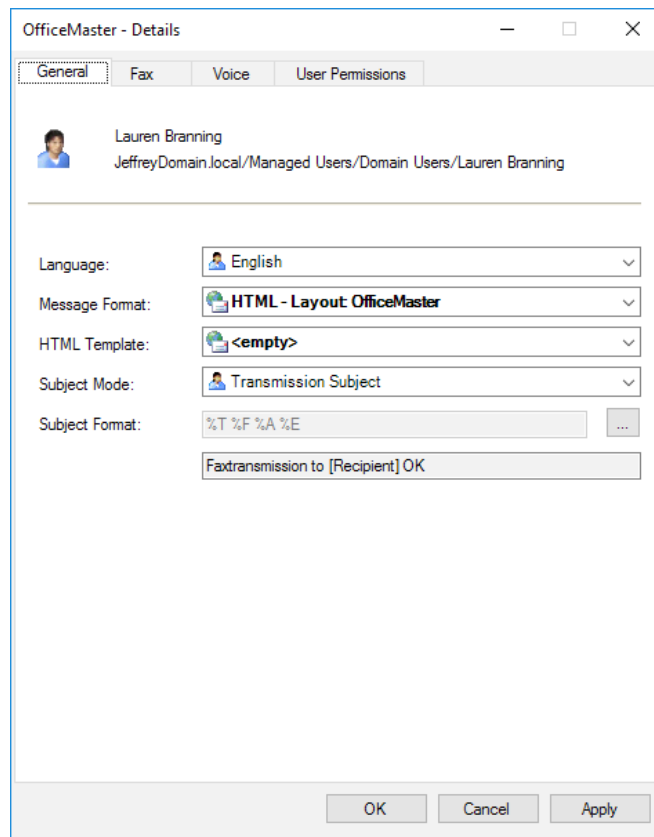 OfficeMaster - Details
General Fax Voice User Permissions
Lauren Branning
JeffreyDomain.local/Managed Users/Domain Users/Lauren Branning
Language: English
Message Format: HTML - Layout: OfficeMaster
HTML Template: <empty>
Subject Mode: Transmission Subject
Subject Format: %T %F %A %E ...
Faxtransmission to [Recipient] OK
OK Cancel Apply